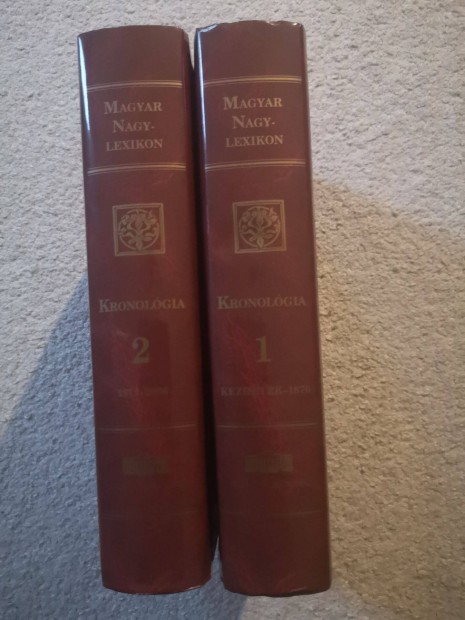 MAGYAR
NAGY-
LEXIKON
KRONOLÓGIA
2
MAGYAR
NAGY-
LEXIKON
KRONOLÓGIA
1